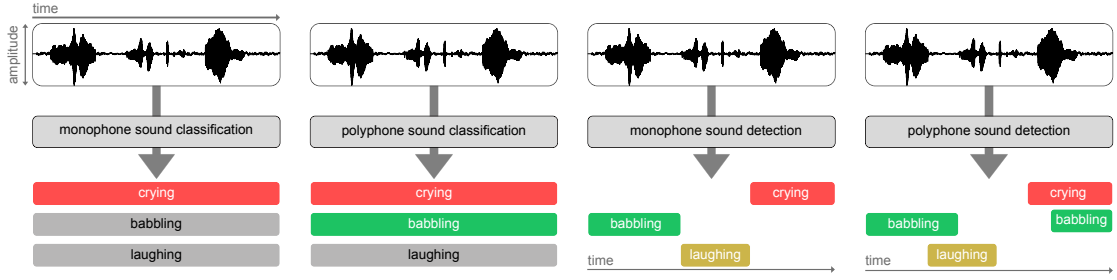 time
amplitude
monophone sound classification
polyphone sound classification
monophone sound detection
polyphone sound detection
crying
crying
crying
crying
babbling
babbling
babbling
babbling
babbling
laughing
laughing
laughing
laughing
time
time